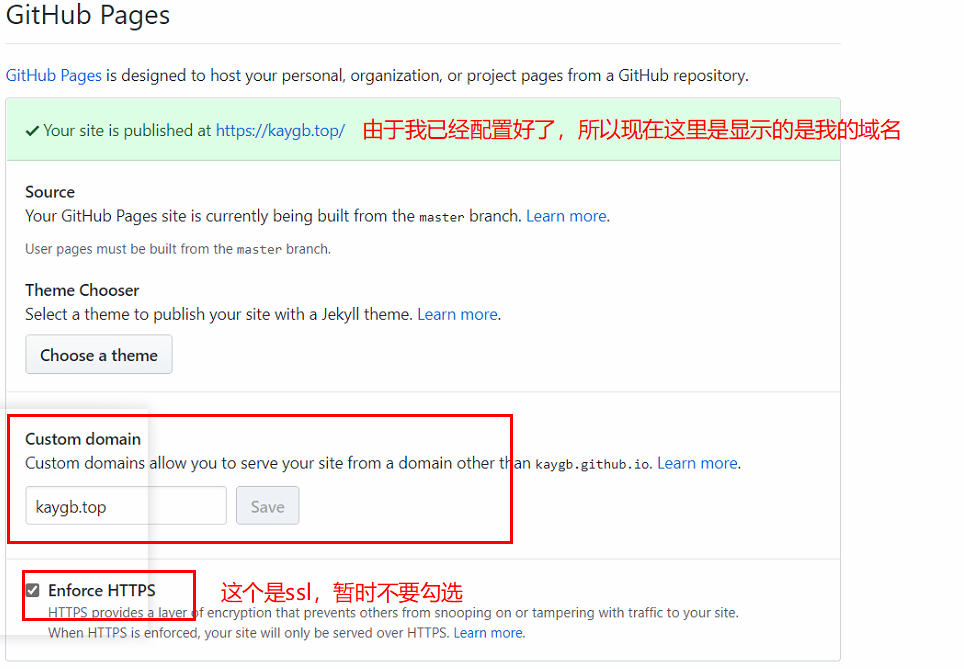 GitHub Pages
GitHub Pages is designed to host your personal, organization, or project pages from a GitHub repository.
Your site is published at https://kaygb.top/ 由于我已经配置好了，所以现在这里是显示的是我的域名
Source
Your GitHub Pages site is currently being built from the master branch. Learn more.
User pages must be built from the master branch.
Theme Chooser
Select a theme to publish your site with a Jekyll theme. Learn more.
Choose a theme
Custom domain
Custom domains allow you to serve your site from a domain other than kaygb.github.io. Learn more.
kaygb.top Save
Enforce HTTPS 这个是ssl，暂时不要勾选
HTTPS provides a layer of encryption that prevents others from snooping on or tampering with traffic to your site.
When HTTPS is enforced, your site will only be served over HTTPS. Learn more.